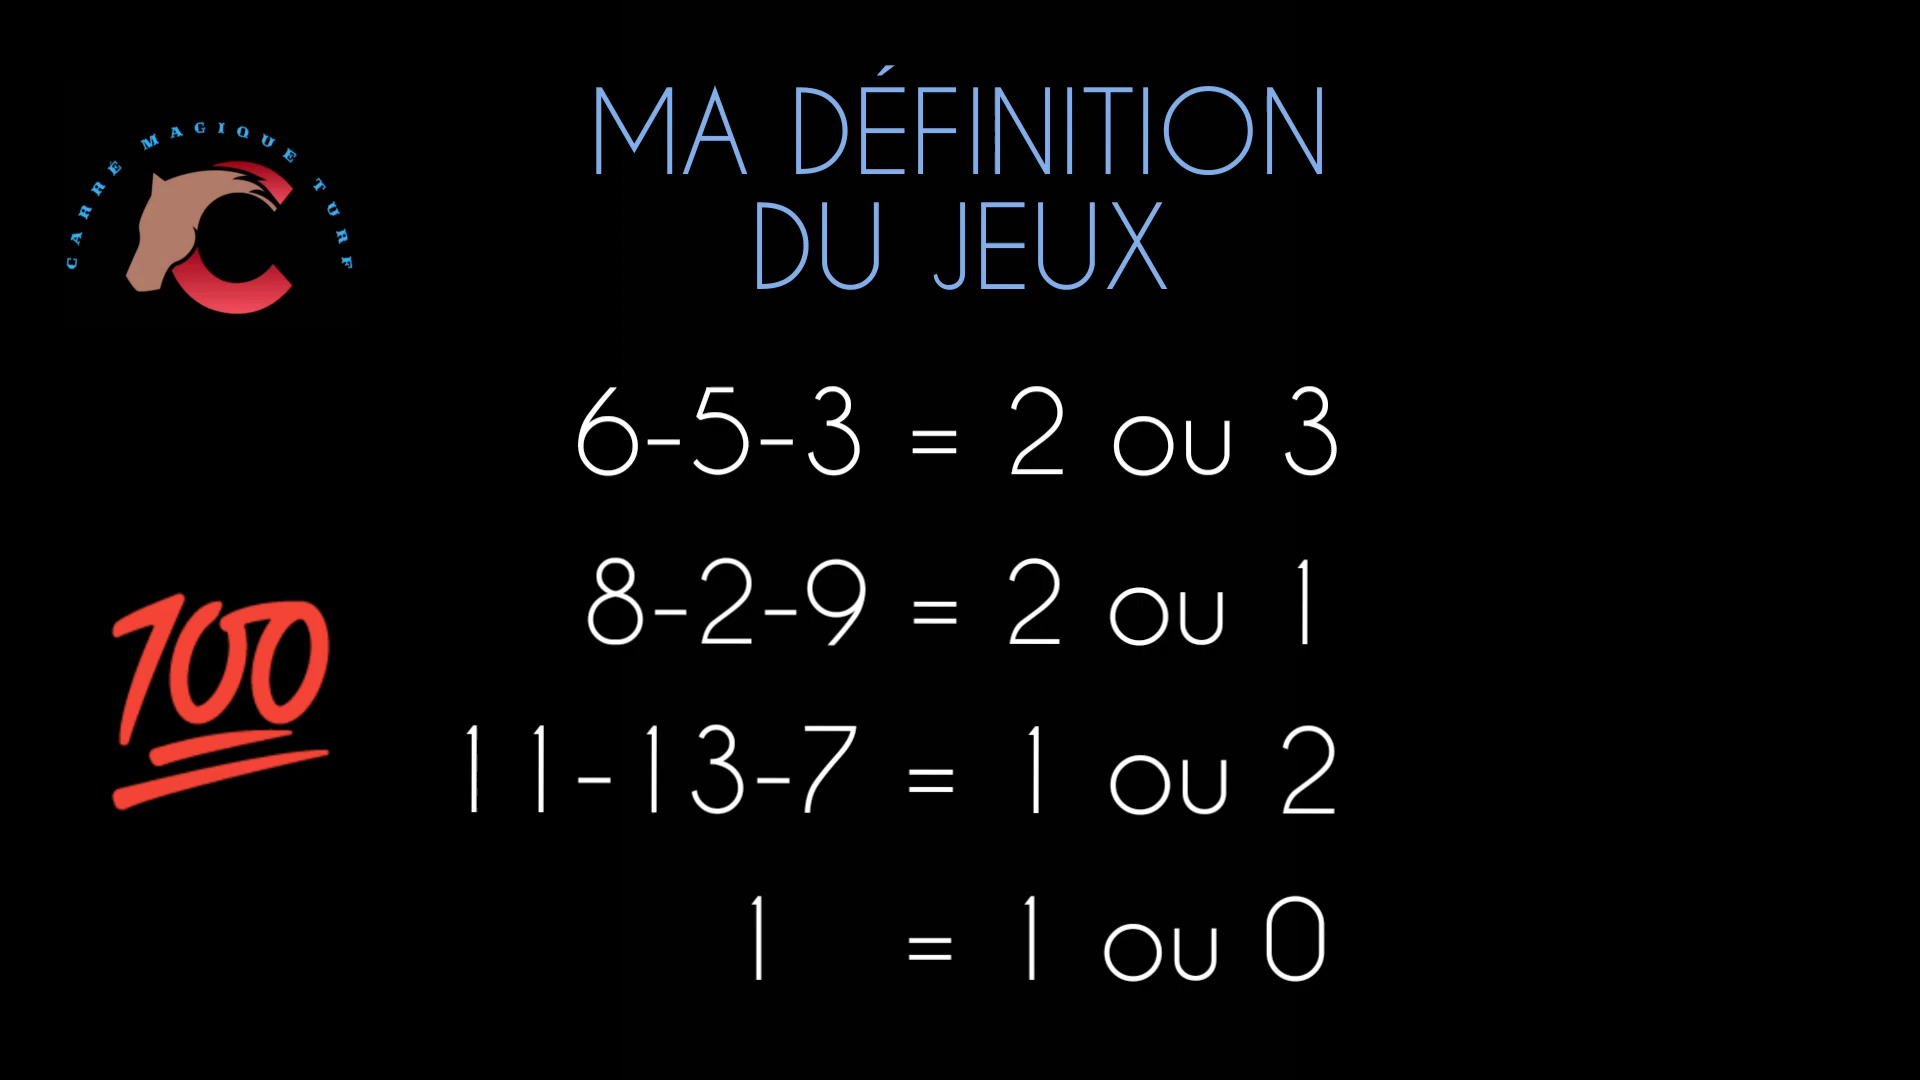 CARRÉ MAGIQUE TURF
MA DÉFINITION
DU JEUX
6-5-3 = 2 ou 3
8-2-9 = 2 ou 1
100
11-13-7 = 1 ou 2
1 = 1 ou 0